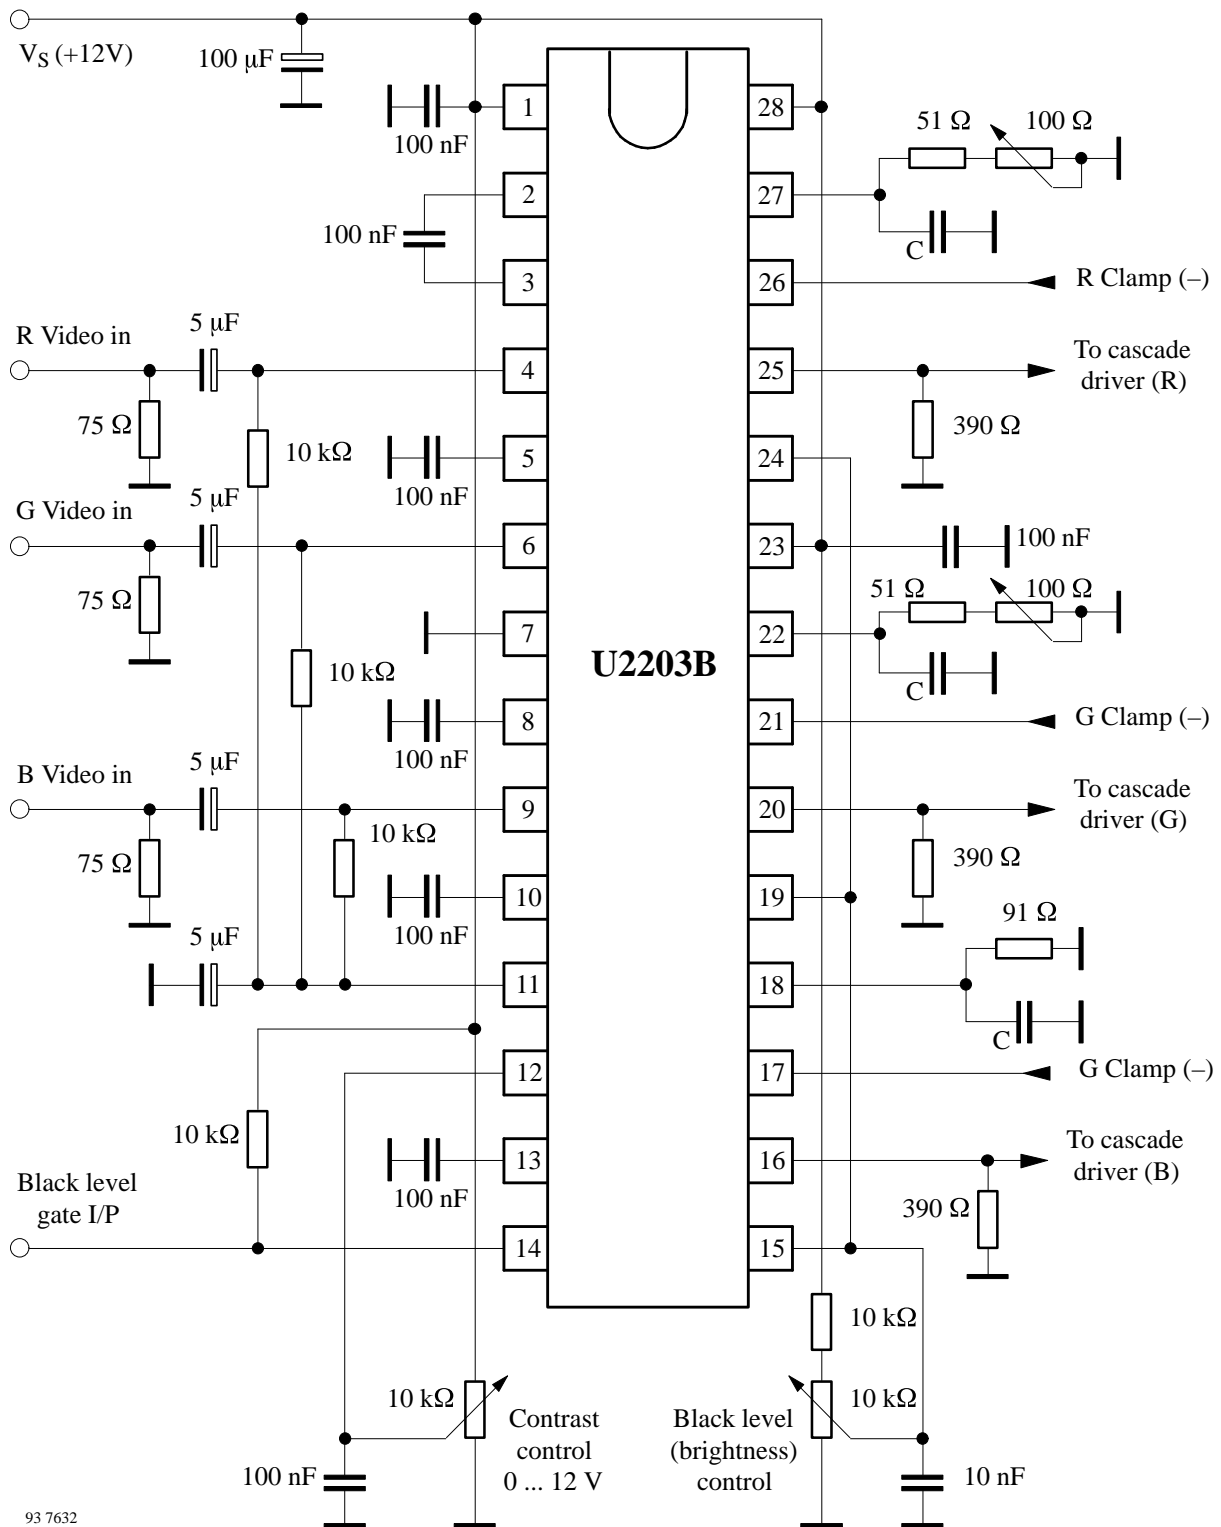 V_S (+12V)
100 µF
1
28
100 nF
51 Ω
100 Ω
2
27
100 nF
C
3
26
R Clamp (–)
R Video in
5 µF
4
25
To cascade
driver (R)
75 Ω
10 kΩ
390 Ω
5
24
100 nF
G Video in
5 µF
6
23
100 nF
75 Ω
51 Ω
100 Ω
7
22
U2203B
10 kΩ
C
8
21
G Clamp (–)
100 nF
B Video in
5 µF
9
20
To cascade
driver (G)
10 kΩ
75 Ω
390 Ω
10
19
100 nF
91 Ω
5 µF
11
18
C
12
17
G Clamp (–)
10 kΩ
13
16
To cascade
driver (B)
100 nF
Black level
gate I/P
390 Ω
14
15
10 kΩ
10 kΩ
Contrast
control
0 ... 12 V
Black level
(brightness)
control
10 kΩ
100 nF
10 nF
93 7632